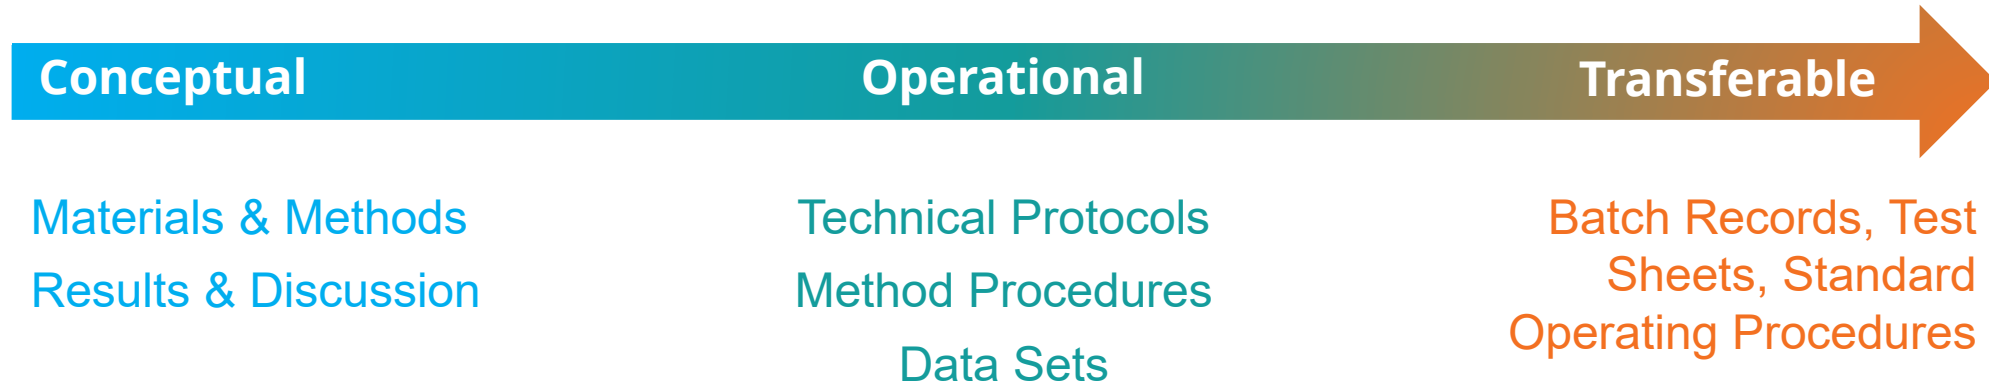 Conceptual
Operational
Transferable
Materials & Methods
Results & Discussion
Technical Protocols
Method Procedures
Data Sets
Batch Records, Test
Sheets, Standard
Operating Procedures